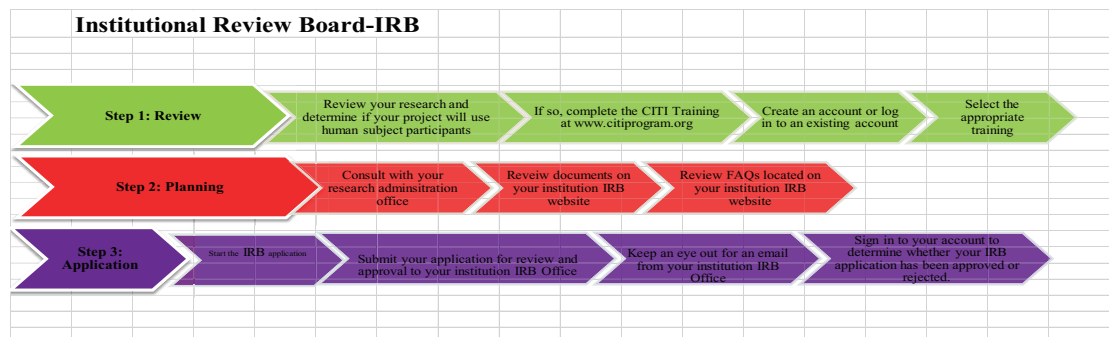 Institutional Review Board-IRB
Step 1: Review
Review your research and
determine if your project will use
human subject participants
If so, complete the CITI Training
at www.citiprogram.org
Create an account or log
in to an existing account
Select the
appropriate
training
Step 2: Planning
Consult with your
research adminsitration
office
Reveiw documents on
your institution IRB
website
Review FAQs located on
your institution IRB
website
Step 3:
Application
Start the IRB application
Submit your application for review and
approval to your institution IRB Office
Keep an eye out for an email
from your institution IRB
Office
Sign in to your account to
determine whether your IRB
application has been approved or
rejected.